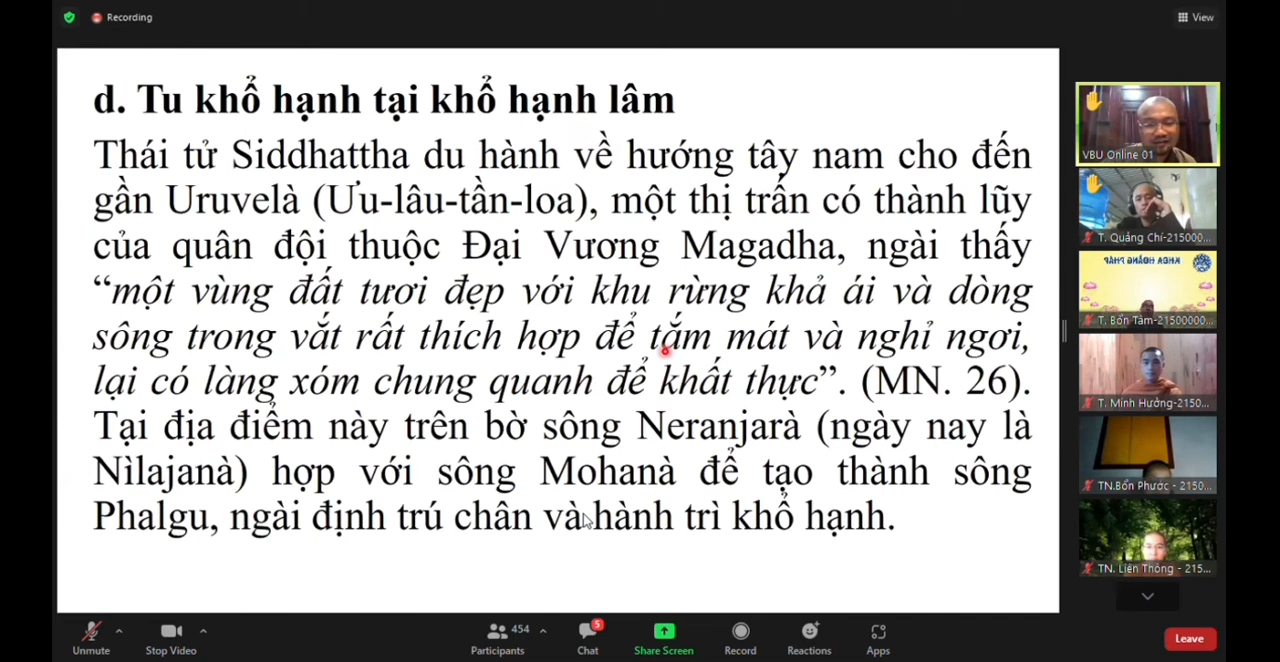 Recording
View
d. Tu khổ hạnh tại khổ hạnh lâm
Thái tử Siddhattha du hành về hướng tây nam cho đến
gần Uruvelà (Ưu-lâu-tần-loa), một thị trấn có thành lũy
của quân đội thuộc Đại Vương Magadha, ngài thấy
“một vùng đất tươi đẹp với khu rừng khả ái và dòng
sông trong vắt rất thích hợp để tắm mát và nghỉ ngơi,
lại có làng xóm chung quanh để khất thực”. (MN. 26).
Tại địa điểm này trên bờ sông Neranjarà (ngày nay là
Nìlajanà) hợp với sông Mohanà để tạo thành sông
Phalgu, ngài định trú chân và hành trì khổ hạnh.
VBU Online 01
T. Quảng Chí-215000...
KHOA HOẰNG PHÁP
T. Bổn Tâm-21500000...
T. Minh Hưởng-2150...
TN.Bổn Phước - 2150...
TN. Liên Thông - 215...
Unmute
Stop Video
454
Participants
5
Chat
Share Screen
Record
Reactions
Apps
Leave